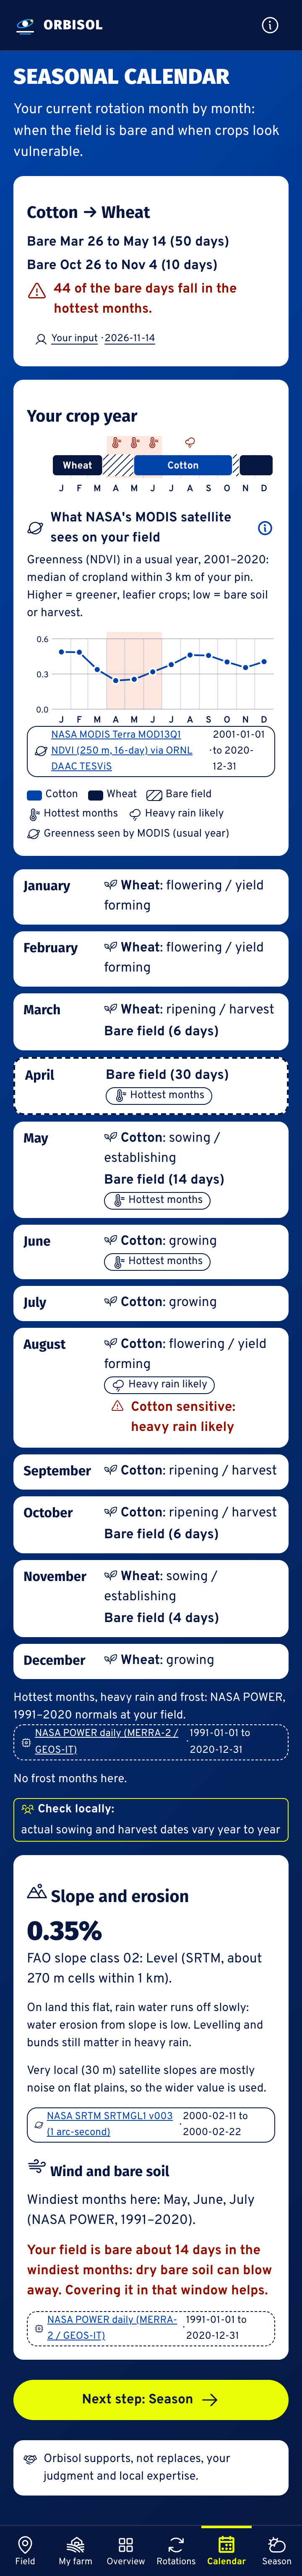 ORBISOL
SEASONAL CALENDAR
Your current rotation month by month:
when the field is bare and when crops look
vulnerable.
Cotton → Wheat
Bare Mar 26 to May 14 (50 days)
Bare Oct 26 to Nov 4 (10 days)
44 of the bare days fall in the
hottest months.
Your input · 2026-11-14
Your crop year
Wheat Cotton
J F M A M J J A S O N D
What NASA's MODIS satellite
sees on your field
Greenness (NDVI) in a usual year, 2001–2020:
median of cropland within 3 km of your pin.
Higher = greener, leafier crops; low = bare soil
or harvest.
0.6
0.3
0.0
J F M A M J J A S O N D
NASA MODIS Terra MOD13Q1
NDVI (250 m, 16-day) via ORNL
DAAC TESViS
· 2001-01-01
to 2020-
12-31
Cotton Wheat Bare field
Hottest months Heavy rain likely
Greenness seen by MODIS (usual year)
January
Wheat: flowering / yield
forming
February
Wheat: flowering / yield
forming
March
Wheat: ripening / harvest
Bare field (6 days)
April
Bare field (30 days)
Hottest months
May
Cotton: sowing /
establishing
Bare field (14 days)
Hottest months
June
Cotton: growing
Hottest months
July
Cotton: growing
August
Cotton: flowering / yield
forming
Heavy rain likely
Cotton sensitive:
heavy rain likely
September
Cotton: ripening / harvest
October
Cotton: ripening / harvest
Bare field (6 days)
November
Wheat: sowing /
establishing
Bare field (4 days)
December
Wheat: growing
Hottest months, heavy rain and frost: NASA POWER,
1991–2020 normals at your field.
NASA POWER daily (MERRA-2 /
GEOS-IT)
· 1991-01-01 to
2020-12-31
No frost months here.
Check locally:
actual sowing and harvest dates vary year to year
Slope and erosion
0.35%
FAO slope class 02: Level (SRTM, about
270 m cells within 1 km).
On land this flat, rain water runs off slowly:
water erosion from slope is low. Levelling and
bunds still matter in heavy rain.
Very local (30 m) satellite slopes are mostly
noise on flat plains, so the wider value is used.
NASA SRTM SRTMGL1 v003
(1 arc-second)
· 2000-02-11 to
2000-02-22
Wind and bare soil
Windiest months here: May, June, July
(NASA POWER, 1991–2020).
Your field is bare about 14 days in the
windiest months: dry bare soil can blow
away. Covering it in that window helps.
NASA POWER daily (MERRA-
2 / GEOS-IT)
· 1991-01-01 to
2020-12-31
Next step: Season →
Orbisol supports, not replaces, your
judgment and local expertise.
Field My farm Overview Rotations Calendar Season